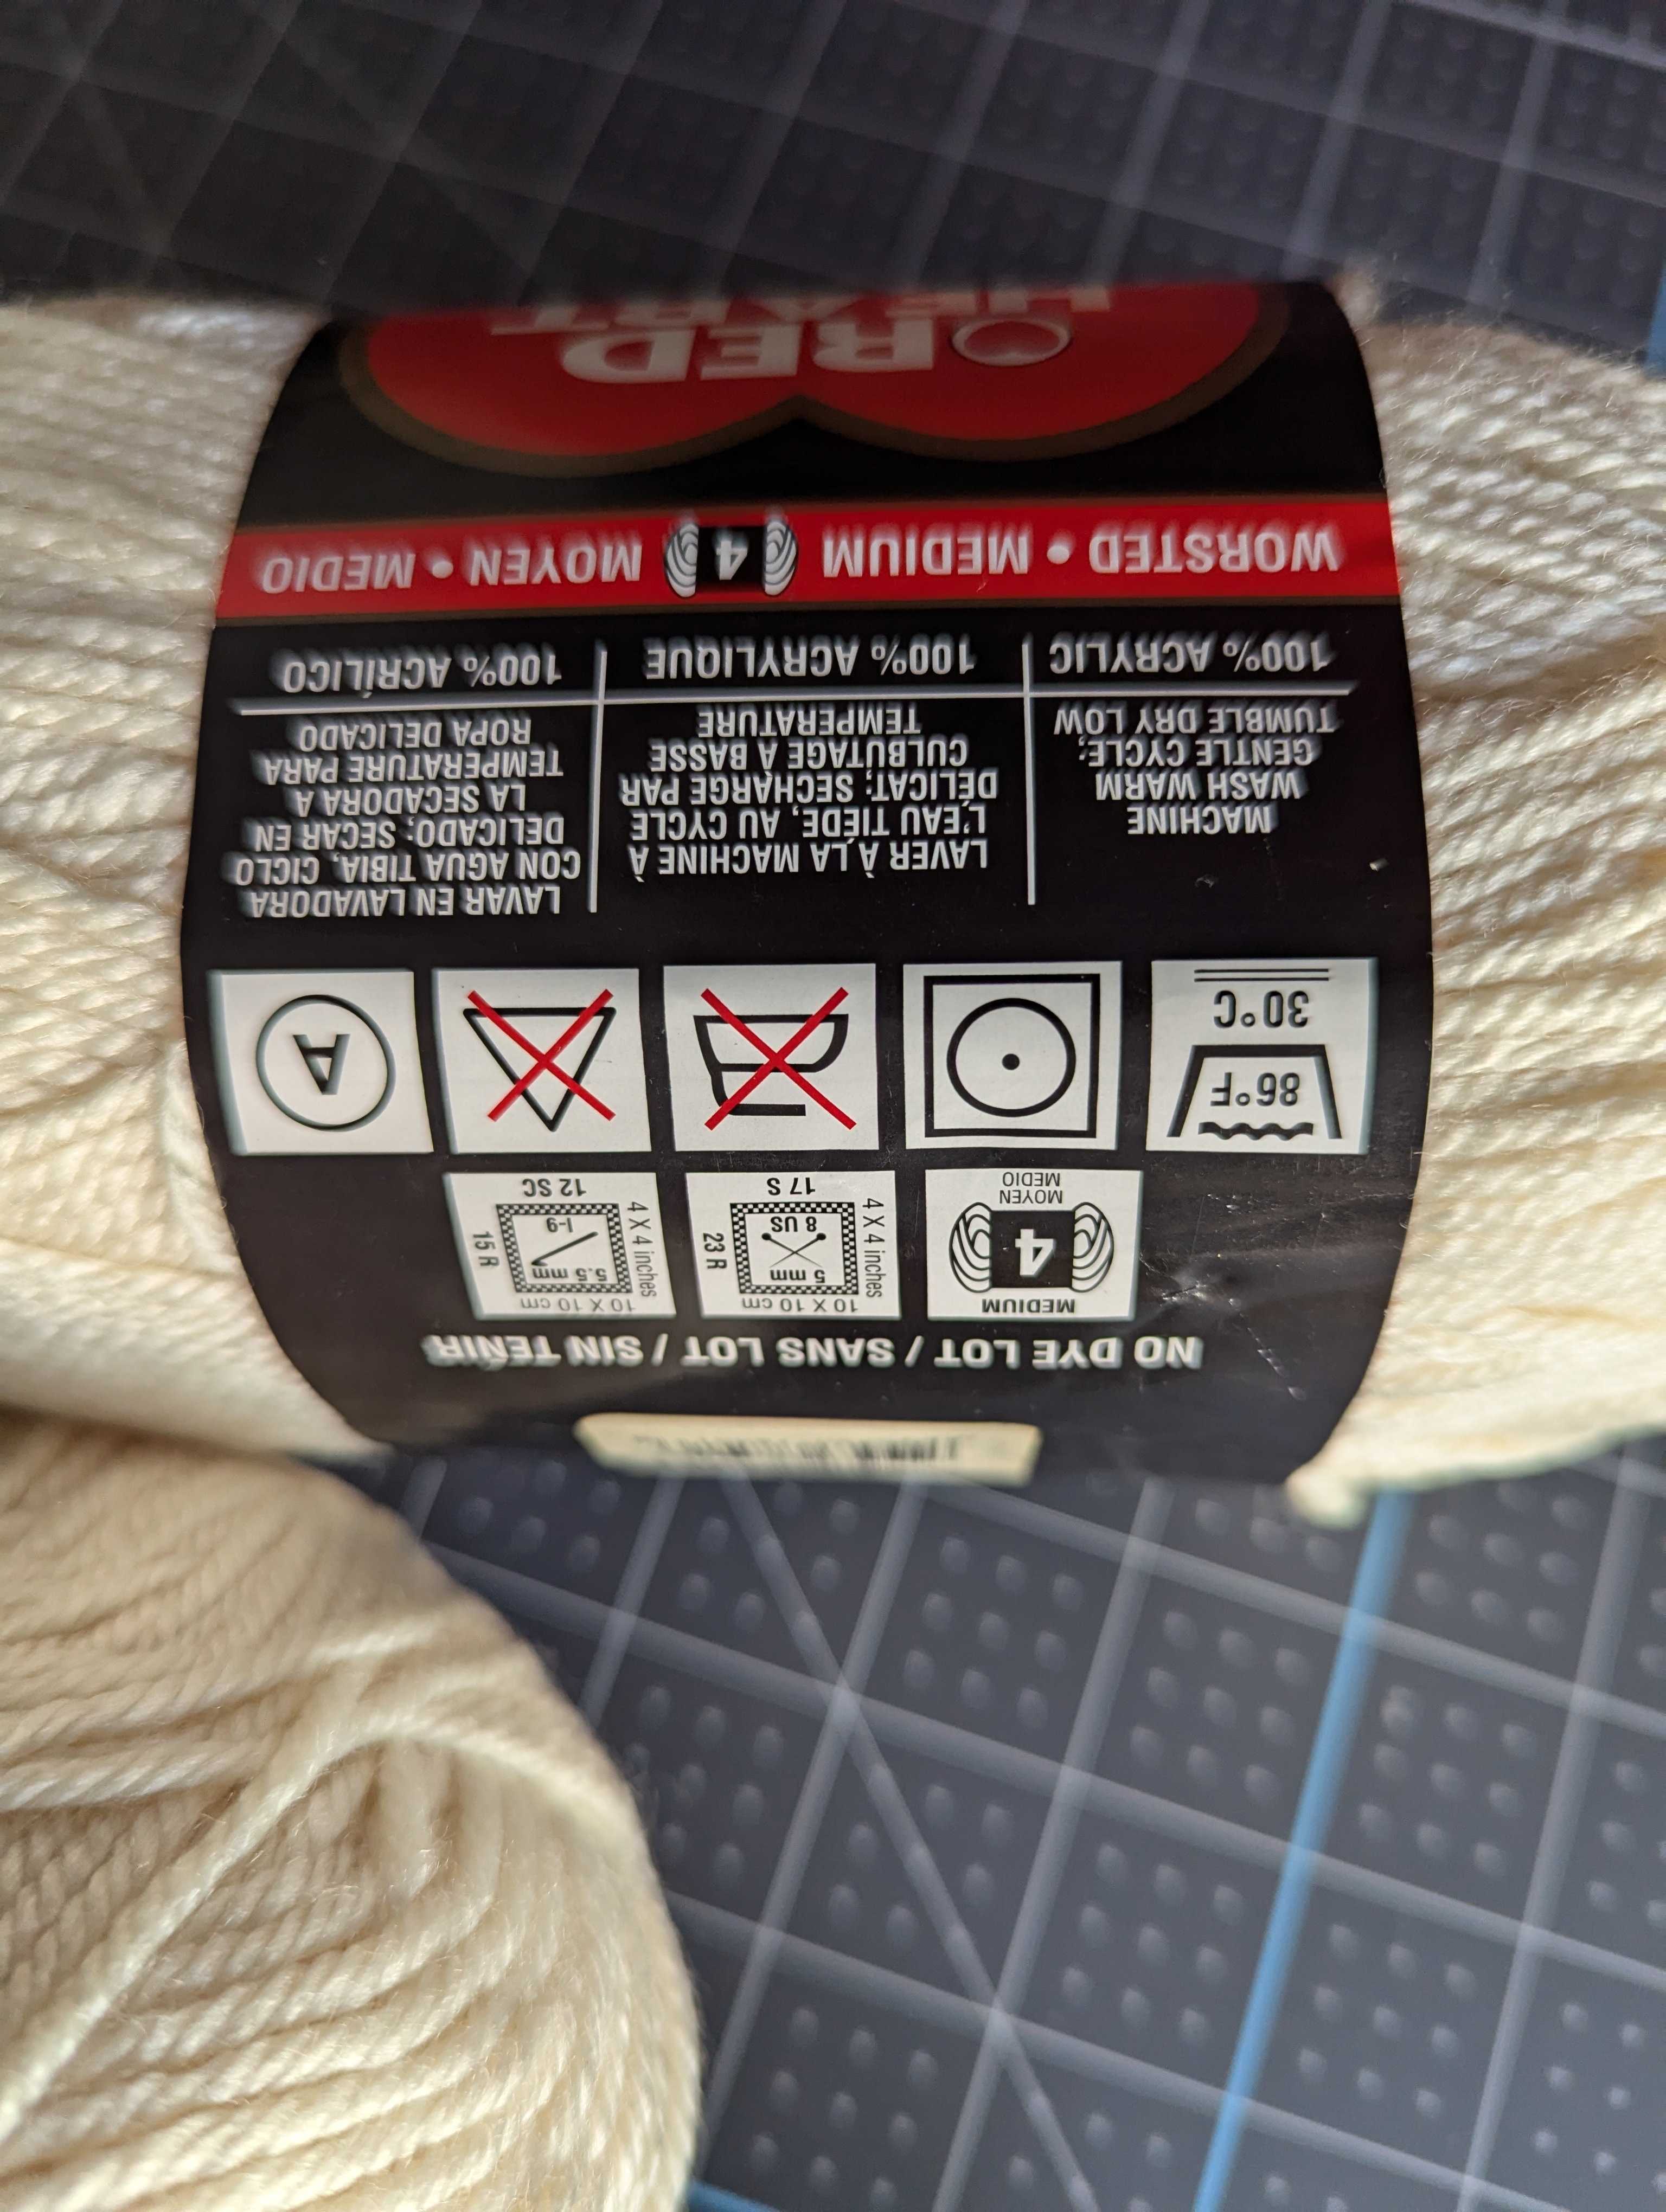 NO DYE LOT / SANS LOT / SIN TEÑIR
MEDIUM
4
MOYEN
MEDIO
10 X 10 cm
4 X 4 inches
5 mm
8 US
23 R
17 S
10 X 10 cm
4 X 4 inches
5.5 mm
I-9
15 R
12 SC
86°F
30°C
A
MACHINE
WASH WARM
GENTLE CYCLE;
TUMBLE DRY LOW
100% ACRYLIC
LAVER À LA MACHINE À
L'EAU TIÈDE, AU CYCLE
DÉLICAT; SECHARGE PAR
CULBUTAGE A BASSE
TEMPERATURE
100% ACRYLIQUE
LAVAR EN LAVADORA
CON AGUA TIBIA, CICLO
DELICADO; SECAR EN
LA SECADORA A
TEMPERATURE PARA
ROPA DELICADO
100% ACRÍLICO
WORSTED • MEDIUM 4 MOYEN • MEDIO
RED
HEART